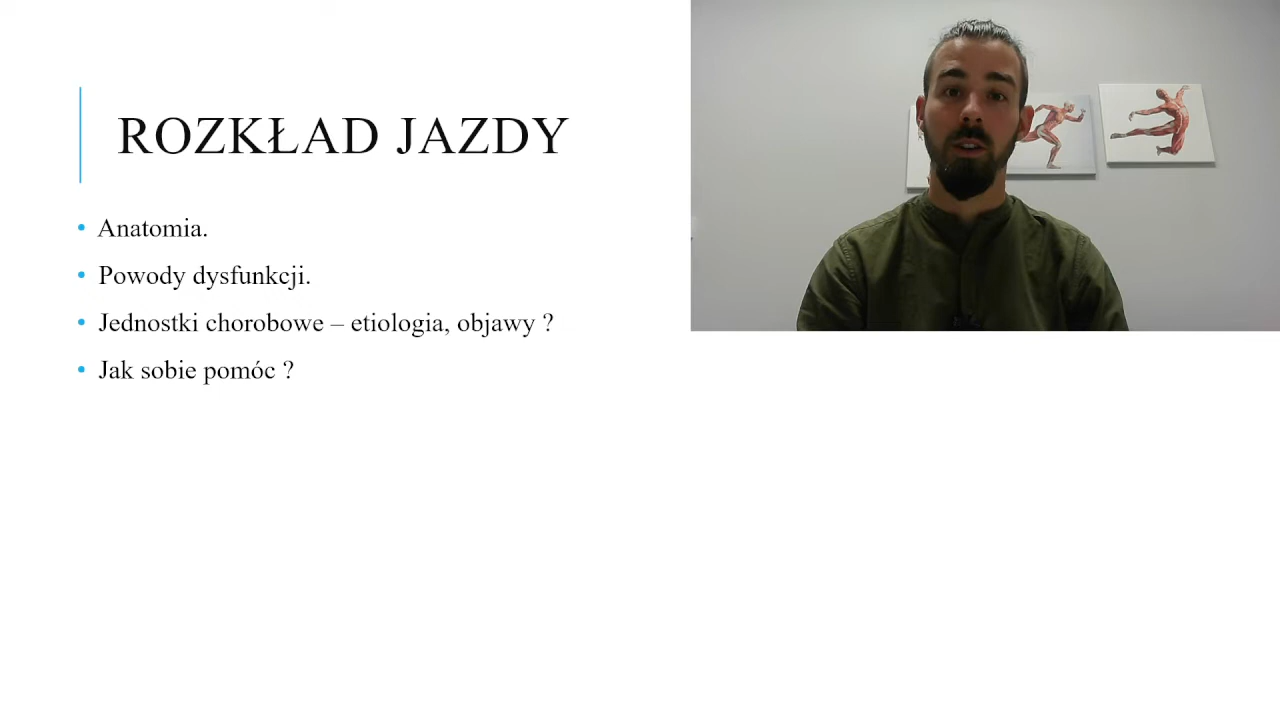 ROZKŁAD JAZDY
Anatomia.
Powody dysfunkcji.
Jednostki chorobowe – etiologia, objawy ?
Jak sobie pomóc ?